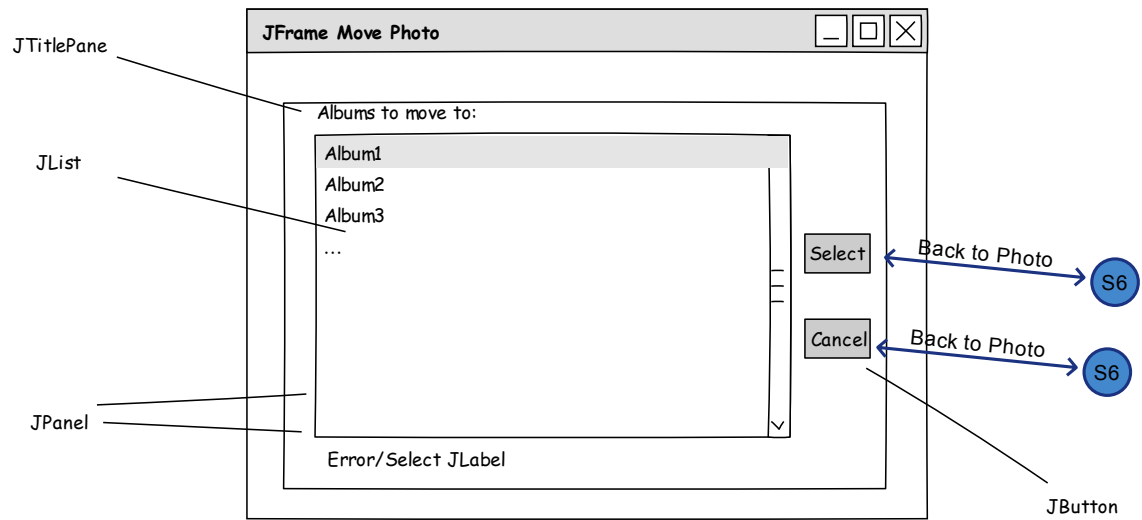 JFrame Move Photo
JTitlePane
Albums to move to:
Album1
JList
Album2
Album3
...
Select
Back to Photo
S6
Cancel
Back to Photo
S6
JPanel
Error/Select JLabel
JButton